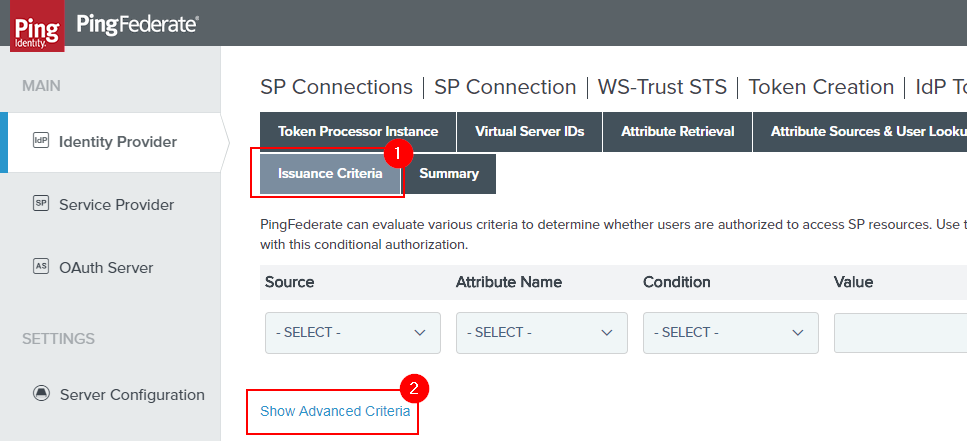 Ping
Identity.
PingFederate®
MAIN
IdP Identity Provider
SP Service Provider
AS OAuth Server
SETTINGS
Server Configuration
SP Connections | SP Connection | WS-Trust STS | Token Creation | IdP To
Token Processor Instance Virtual Server IDs Attribute Retrieval Attribute Sources & User Looku
1
Issuance Criteria Summary
PingFederate can evaluate various criteria to determine whether users are authorized to access SP resources. Use t
with this conditional authorization.
Source Attribute Name Condition Value
- SELECT - - SELECT - - SELECT -
2
Show Advanced Criteria